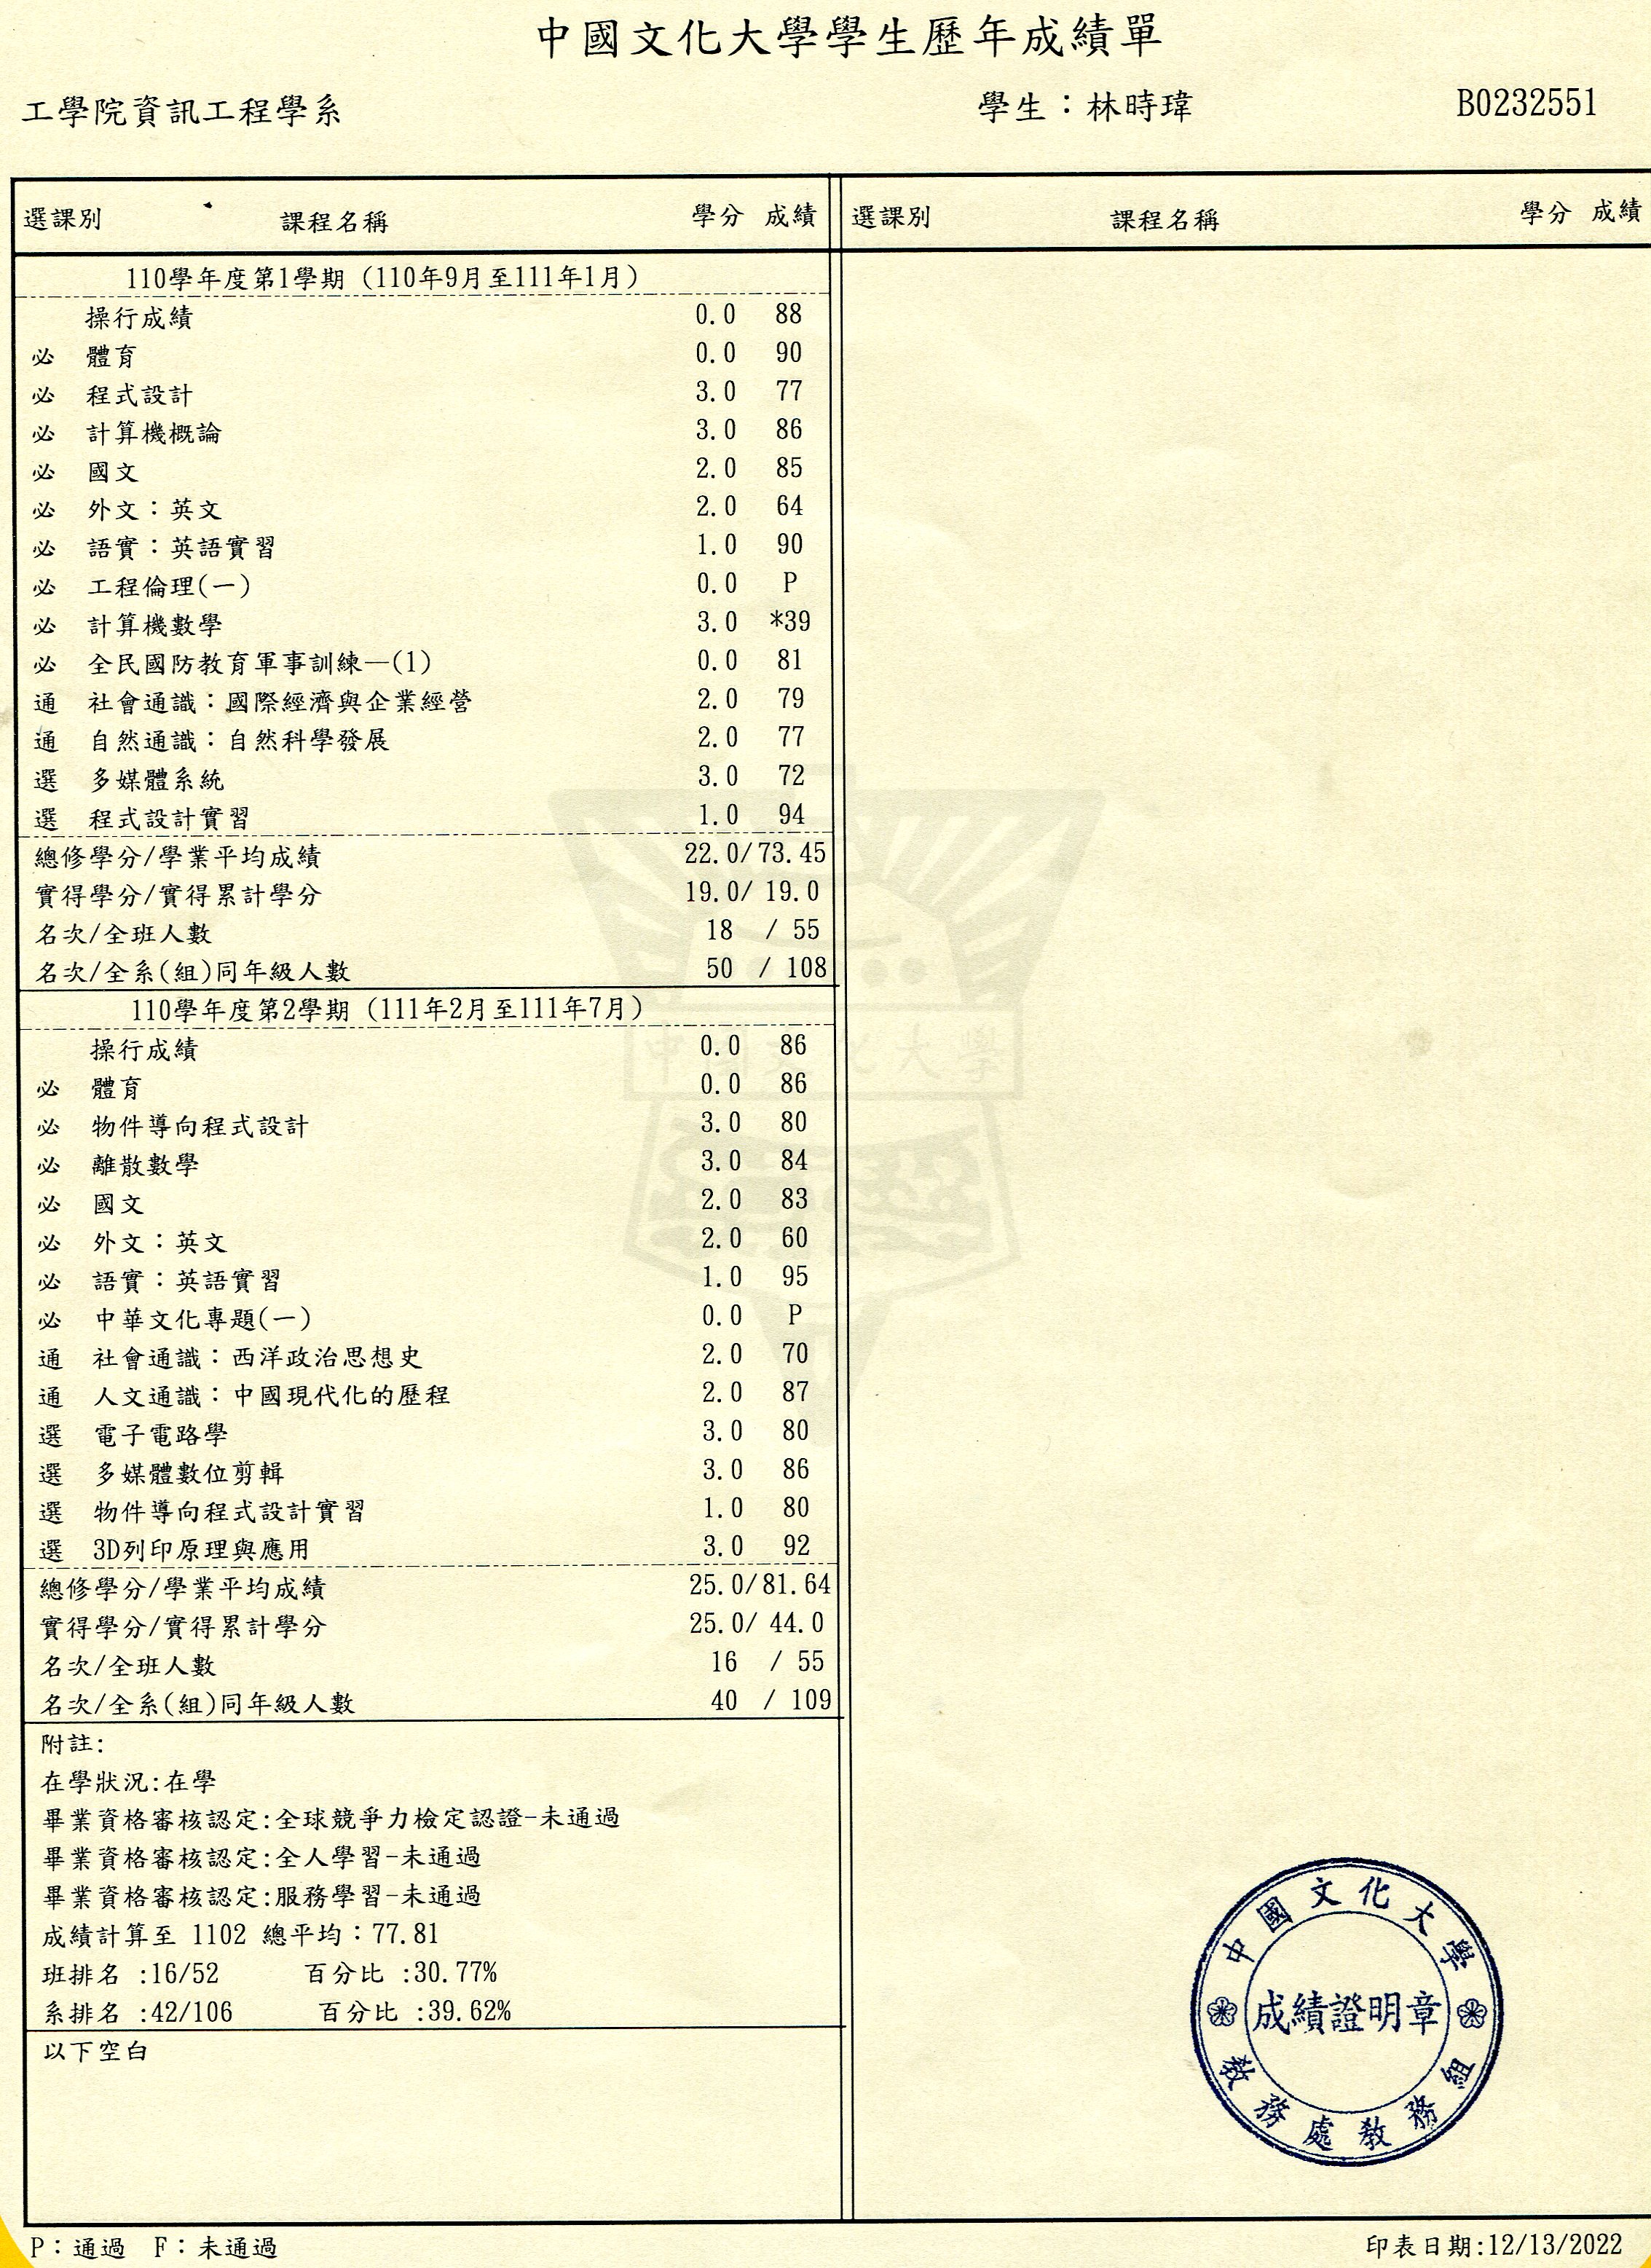 中國文化大學學生歷年成績單
工學院資訊工程學系 學生：林時瑋 B0232551
選課別 課程名稱 學分 成績 選課別 課程名稱 學分 成績
110學年度第1學期 (110年9月至111年1月)
操行成績 0.0 88
必 體育 0.0 90
必 程式設計 3.0 77
必 計算機概論 3.0 86
必 國文 2.0 85
必 外文：英文 2.0 64
必 語實：英語實習 1.0 90
必 工程倫理(一) 0.0 P
必 計算機數學 3.0 *39
必 全民國防教育軍事訓練—(1) 0.0 81
通 社會通識：國際經濟與企業經營 2.0 79
通 自然通識：自然科學發展 2.0 77
選 多媒體系統 3.0 72
選 程式設計實習 1.0 94
總修學分/學業平均成績 22.0/73.45
實得學分/實得累計學分 19.0/ 19.0
名次/全班人數 18 / 55
名次/全系(組)同年級人數 50 / 108
110學年度第2學期 (111年2月至111年7月)
操行成績 0.0 86
必 體育 0.0 86
必 物件導向程式設計 3.0 80
必 離散數學 3.0 84
必 國文 2.0 83
必 外文：英文 2.0 60
必 語實：英語實習 1.0 95
必 中華文化專題(一) 0.0 P
通 社會通識：西洋政治思想史 2.0 70
通 人文通識：中國現代化的歷程 2.0 87
選 電子電路學 3.0 80
選 多媒體數位剪輯 3.0 86
選 物件導向程式設計實習 1.0 80
選 3D列印原理與應用 3.0 92
總修學分/學業平均成績 25.0/81.64
實得學分/實得累計學分 25.0/ 44.0
名次/全班人數 16 / 55
名次/全系(組)同年級人數 40 / 109
附註:
在學狀況:在學
畢業資格審核認定:全球競爭力檢定認證-未通過
畢業資格審核認定:全人學習-未通過
畢業資格審核認定:服務學習-未通過
成績計算至 1102 總平均：77.81
班排名 :16/52 百分比 :30.77%
系排名 :42/106 百分比 :39.62%
以下空白
中國文化大學
成績證明章
教務處教務組
P：通過 F：未通過 印表日期:12/13/2022